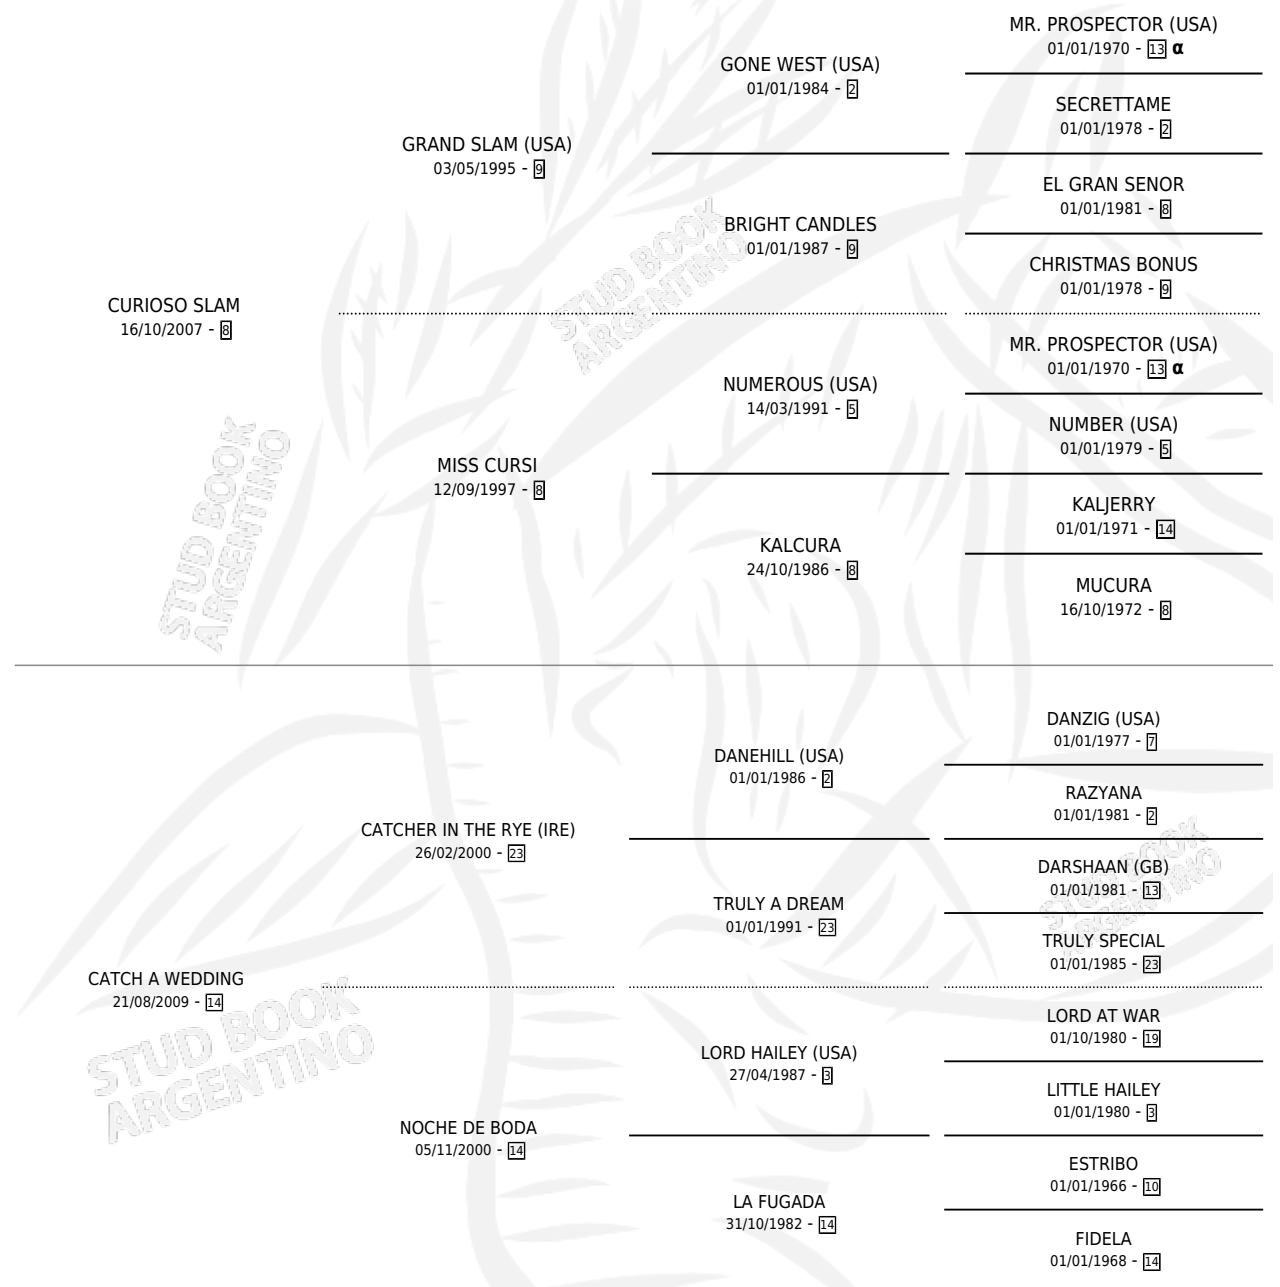 MR. PROSPECTOR (USA)
01/01/1970 - 13 α
GONE WEST (USA)
01/01/1984 - 2
SECRETTAME
01/01/1978 - 2
GRAND SLAM (USA)
03/05/1995 - 9
EL GRAN SENOR
01/01/1981 - 8
BRIGHT CANDLES
01/01/1987 - 9
CHRISTMAS BONUS
01/01/1978 - 9
CURIOSO SLAM
16/10/2007 - 8
MR. PROSPECTOR (USA)
01/01/1970 - 13 α
NUMEROUS (USA)
14/03/1991 - 5
NUMBER (USA)
01/01/1979 - 5
MISS CURSI
12/09/1997 - 8
KALJERRY
01/01/1971 - 14
KALCURA
24/10/1986 - 8
MUCURA
16/10/1972 - 8
DANZIG (USA)
01/01/1977 - 7
DANEHILL (USA)
01/01/1986 - 2
RAZYANA
01/01/1981 - 2
CATCHER IN THE RYE (IRE)
26/02/2000 - 23
DARSHAAN (GB)
01/01/1981 - 13
TRULY A DREAM
01/01/1991 - 23
TRULY SPECIAL
01/01/1985 - 23
CATCH A WEDDING
21/08/2009 - 14
LORD AT WAR
01/10/1980 - 19
LORD HAILEY (USA)
27/04/1987 - 3
LITTLE HAILEY
01/01/1980 - 3
NOCHE DE BODA
05/11/2000 - 14
ESTRIBO
01/01/1966 - 10
LA FUGADA
31/10/1982 - 14
FIDELA
01/01/1968 - 14
STUD BOOK
ARGENTINO
STUD BOOK
ARGENTINO
STUD BOOK
ARGENTINO
STUD BOOK
ARGENTINO